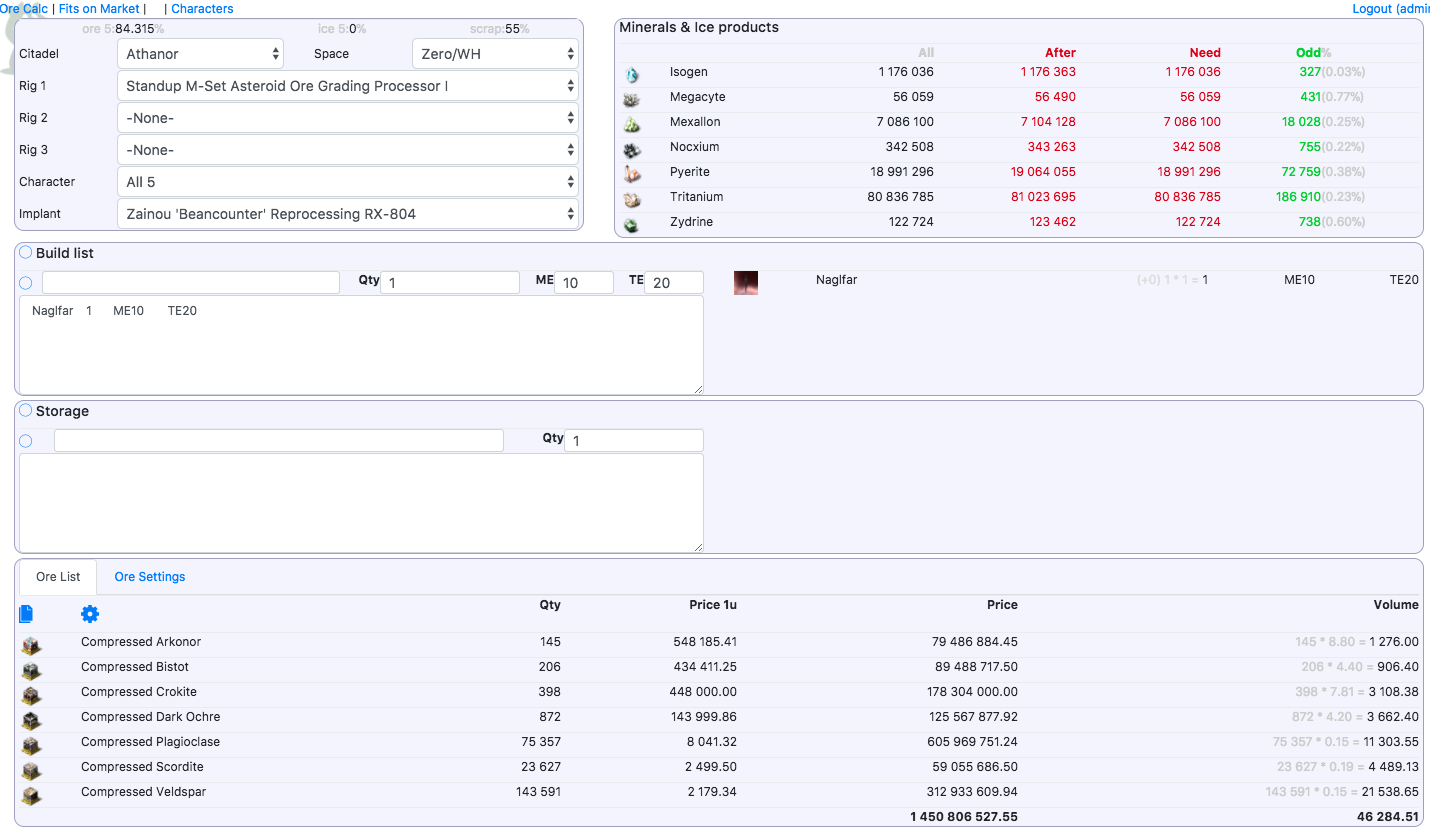 Ore Calc | Fits on Market | | Characters Logout (admin
ore 5:84.315% ice 5:0% scrap:55%
Citadel Athanor Space Zero/WH
Rig 1 Standup M-Set Asteroid Ore Grading Processor I
Rig 2 -None-
Rig 3 -None-
Character All 5
Implant Zainou 'Beancounter' Reprocessing RX-804
Minerals & Ice products
All After Need Odd%
Isogen 1 176 036 1 176 363 1 176 036 327(0.03%)
Megacyte 56 059 56 490 56 059 431(0.77%)
Mexallon 7 086 100 7 104 128 7 086 100 18 028(0.25%)
Nocxium 342 508 343 263 342 508 755(0.22%)
Pyerite 18 991 296 19 064 055 18 991 296 72 759(0.38%)
Tritanium 80 836 785 81 023 695 80 836 785 186 910(0.23%)
Zydrine 122 724 123 462 122 724 738(0.60%)
Build list
Qty 1 ME 10 TE 20
Naglfar 1 ME10 TE20
Naglfar (+0) 1 * 1 = 1 ME10 TE20
Storage
Qty 1
Ore List Ore Settings
Qty Price 1u Price Volume
Compressed Arkonor 145 548 185.41 79 486 884.45 145 * 8.80 = 1 276.00
Compressed Bistot 206 434 411.25 89 488 717.50 206 * 4.40 = 906.40
Compressed Crokite 398 448 000.00 178 304 000.00 398 * 7.81 = 3 108.38
Compressed Dark Ochre 872 143 999.86 125 567 877.92 872 * 4.20 = 3 662.40
Compressed Plagioclase 75 357 8 041.32 605 969 751.24 75 357 * 0.15 = 11 303.55
Compressed Scordite 23 627 2 499.50 59 055 686.50 23 627 * 0.19 = 4 489.13
Compressed Veldspar 143 591 2 179.34 312 933 609.94 143 591 * 0.15 = 21 538.65
1 450 806 527.55 46 284.51